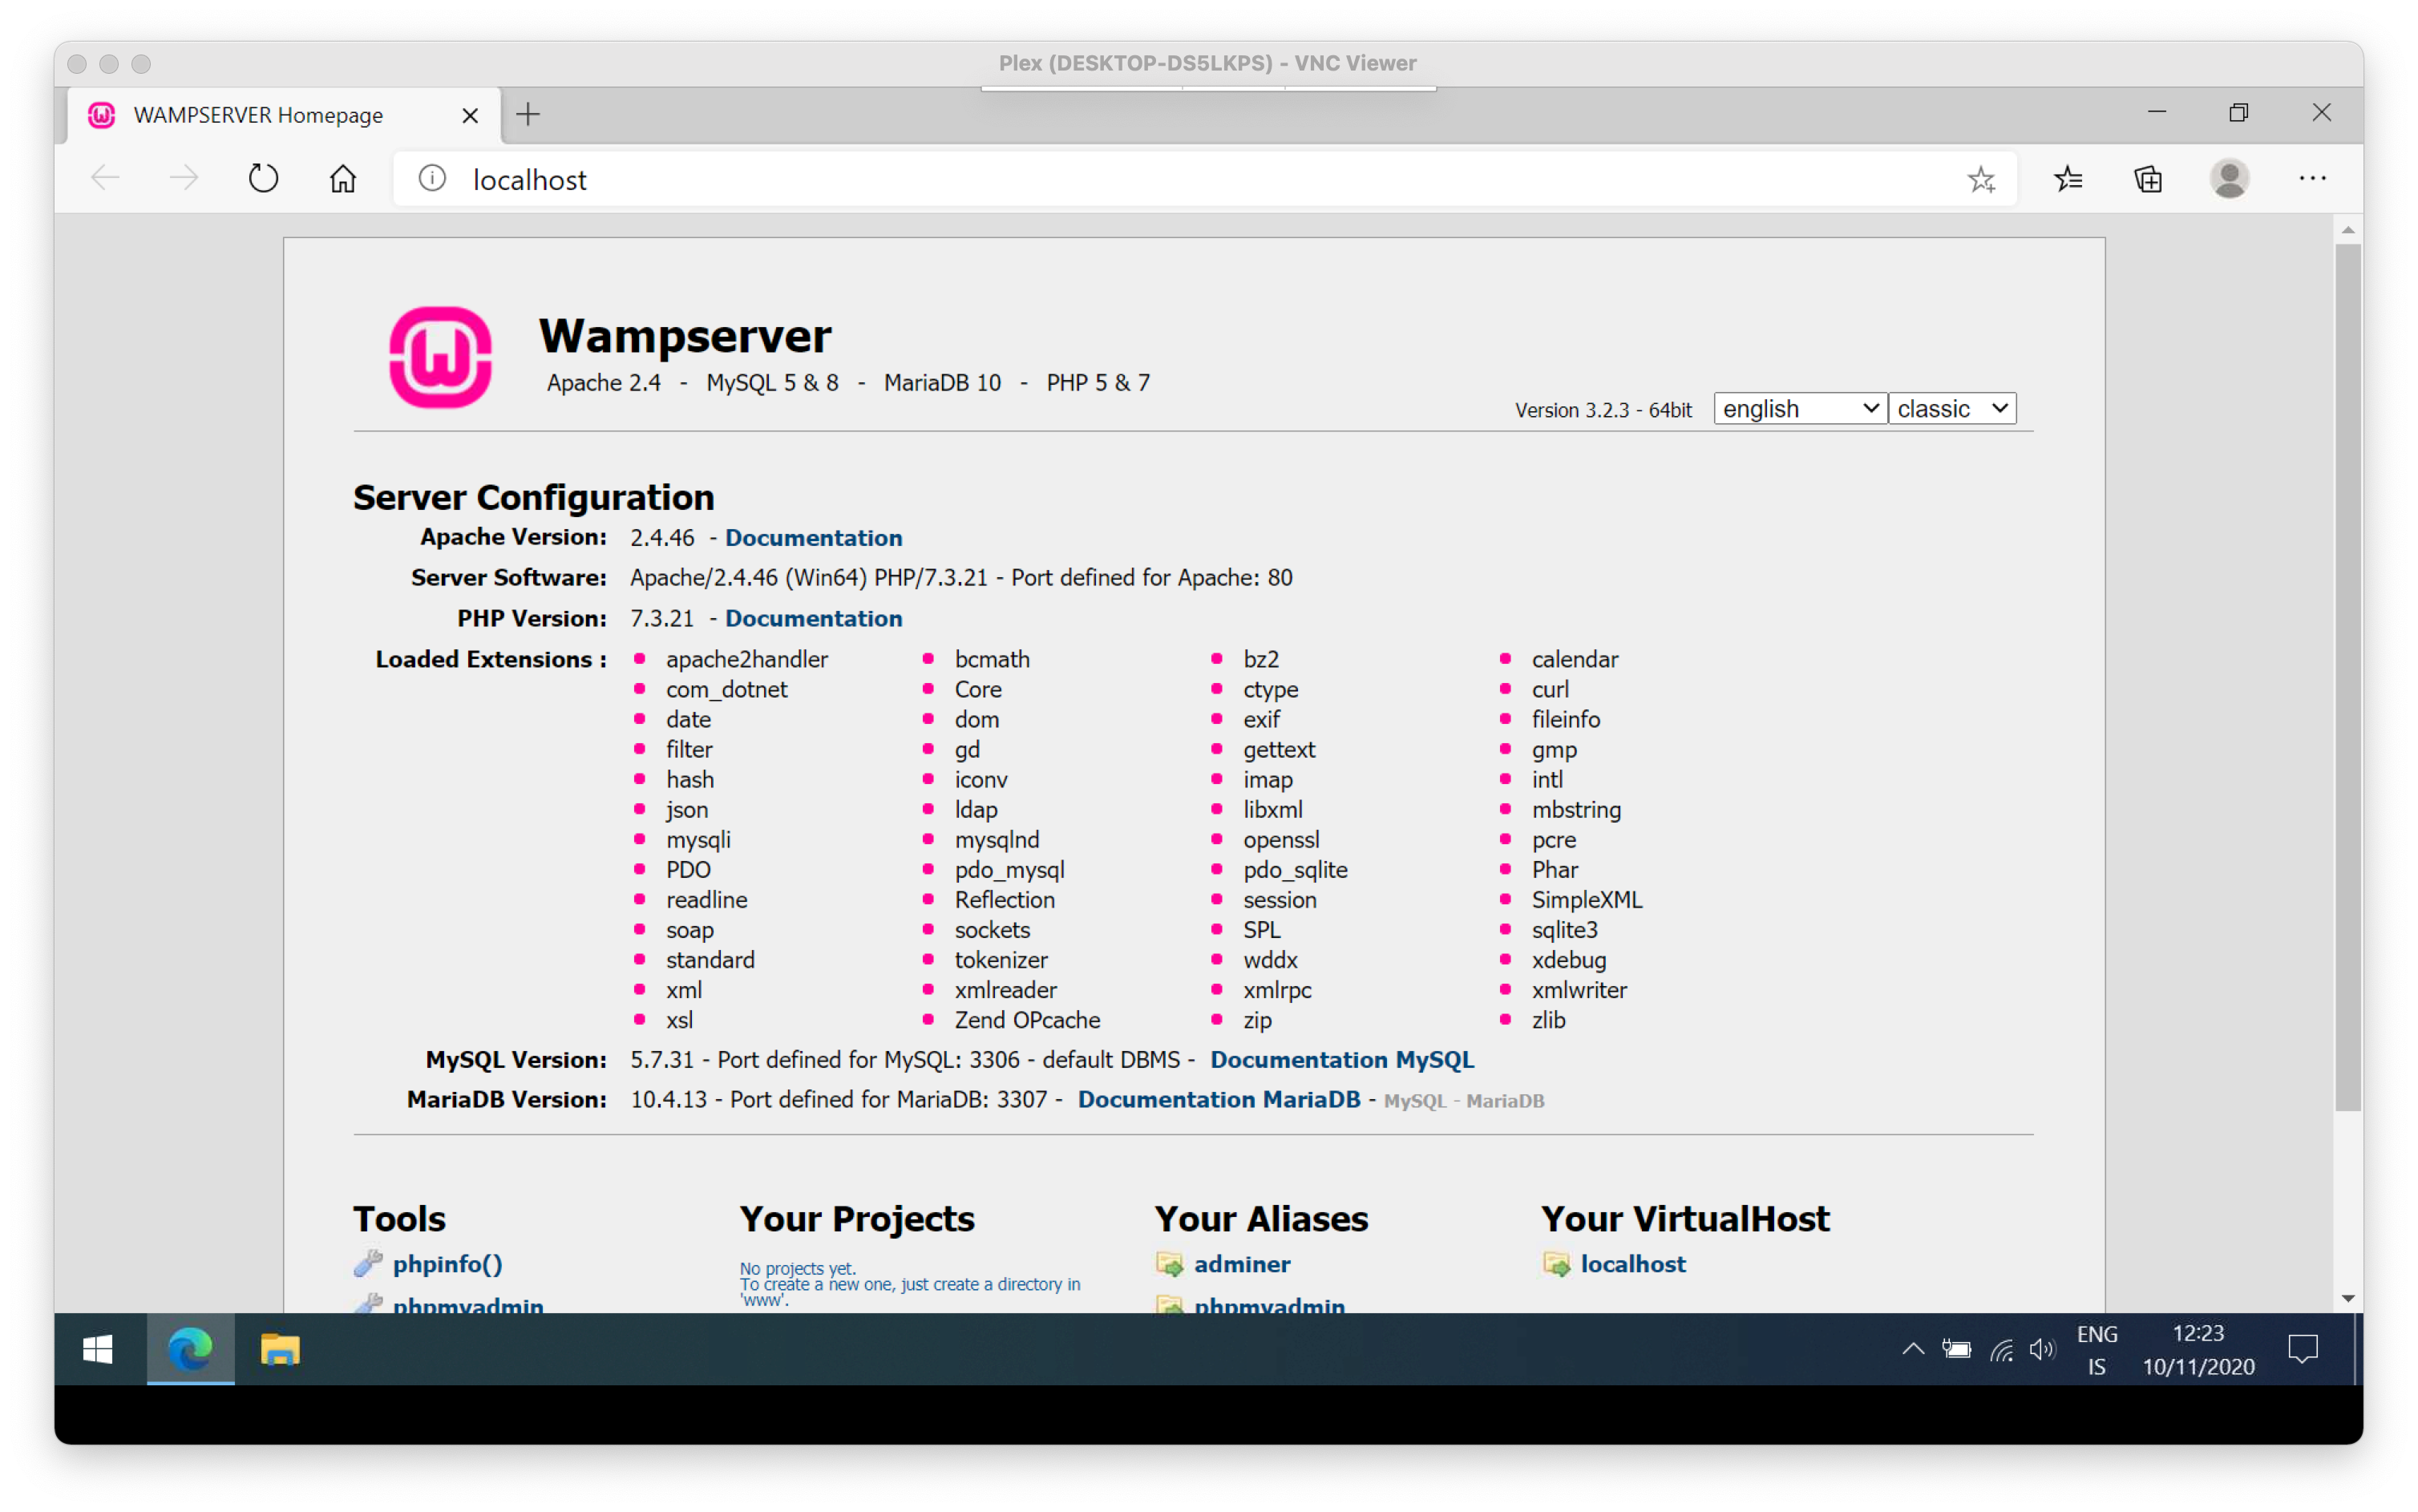 Plex (DESKTOP-DS5LKPS) - VNC Viewer
WAMPSERVER Homepage
localhost
Wampserver
Apache 2.4 - MySQL 5 & 8 - MariaDB 10 - PHP 5 & 7
Version 3.2.3 - 64bit english classic
Server Configuration
Apache Version: 2.4.46 - Documentation
Server Software: Apache/2.4.46 (Win64) PHP/7.3.21 - Port defined for Apache: 80
PHP Version: 7.3.21 - Documentation
Loaded Extensions : apache2handler bcmath bz2 calendar
com_dotnet Core ctype curl
date dom exif fileinfo
filter gd gettext gmp
hash iconv imap intl
json ldap libxml mbstring
mysqli mysqlnd openssl pcre
PDO pdo_mysql pdo_sqlite Phar
readline Reflection session SimpleXML
soap sockets SPL sqlite3
standard tokenizer wddx xdebug
xml xmlreader xmlrpc xmlwriter
xsl Zend OPcache zip zlib
MySQL Version: 5.7.31 - Port defined for MySQL: 3306 - default DBMS - Documentation MySQL
MariaDB Version: 10.4.13 - Port defined for MariaDB: 3307 - Documentation MariaDB - MySQL - MariaDB
Tools
phpinfo()
phpmyadmin
Your Projects
No projects yet.
To create a new one, just create a directory in
'www'.
Your Aliases
adminer
phpmyadmin
Your VirtualHost
localhost
ENG
IS
12:23
10/11/2020